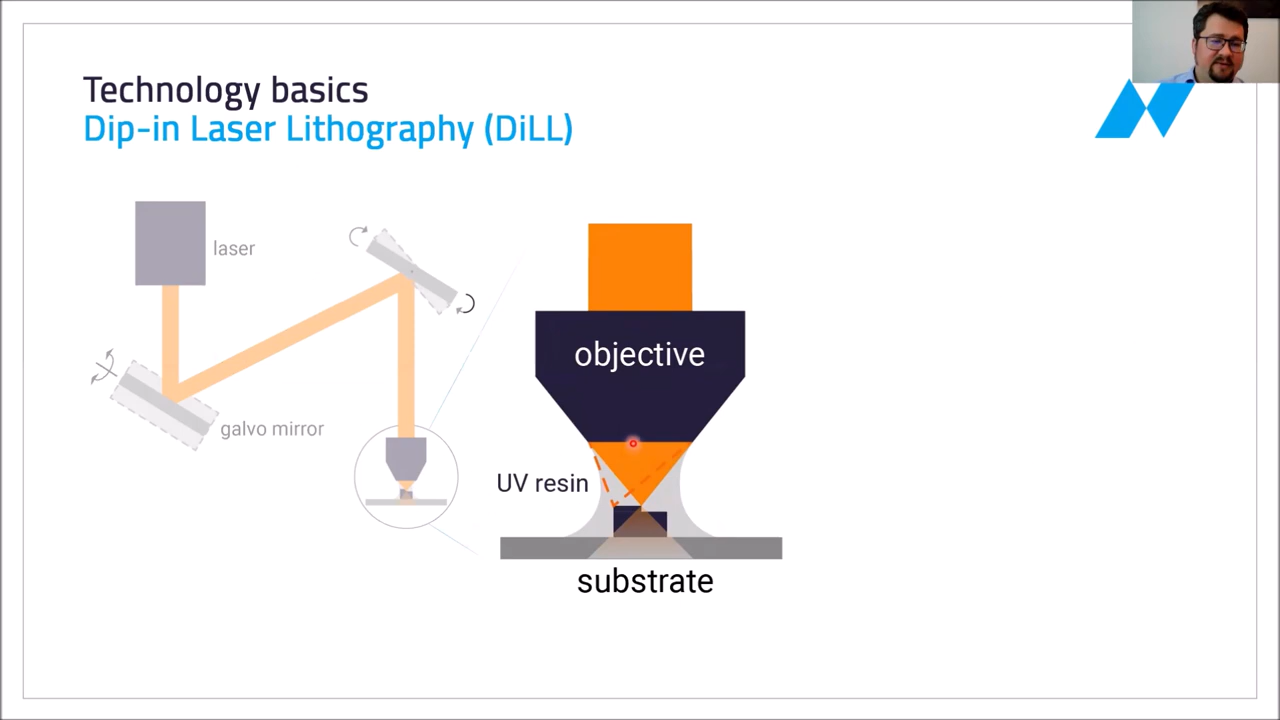 Technology basics
Dip-in Laser Lithography (DiLL)
laser
galvo mirror
objective
UV resin
substrate